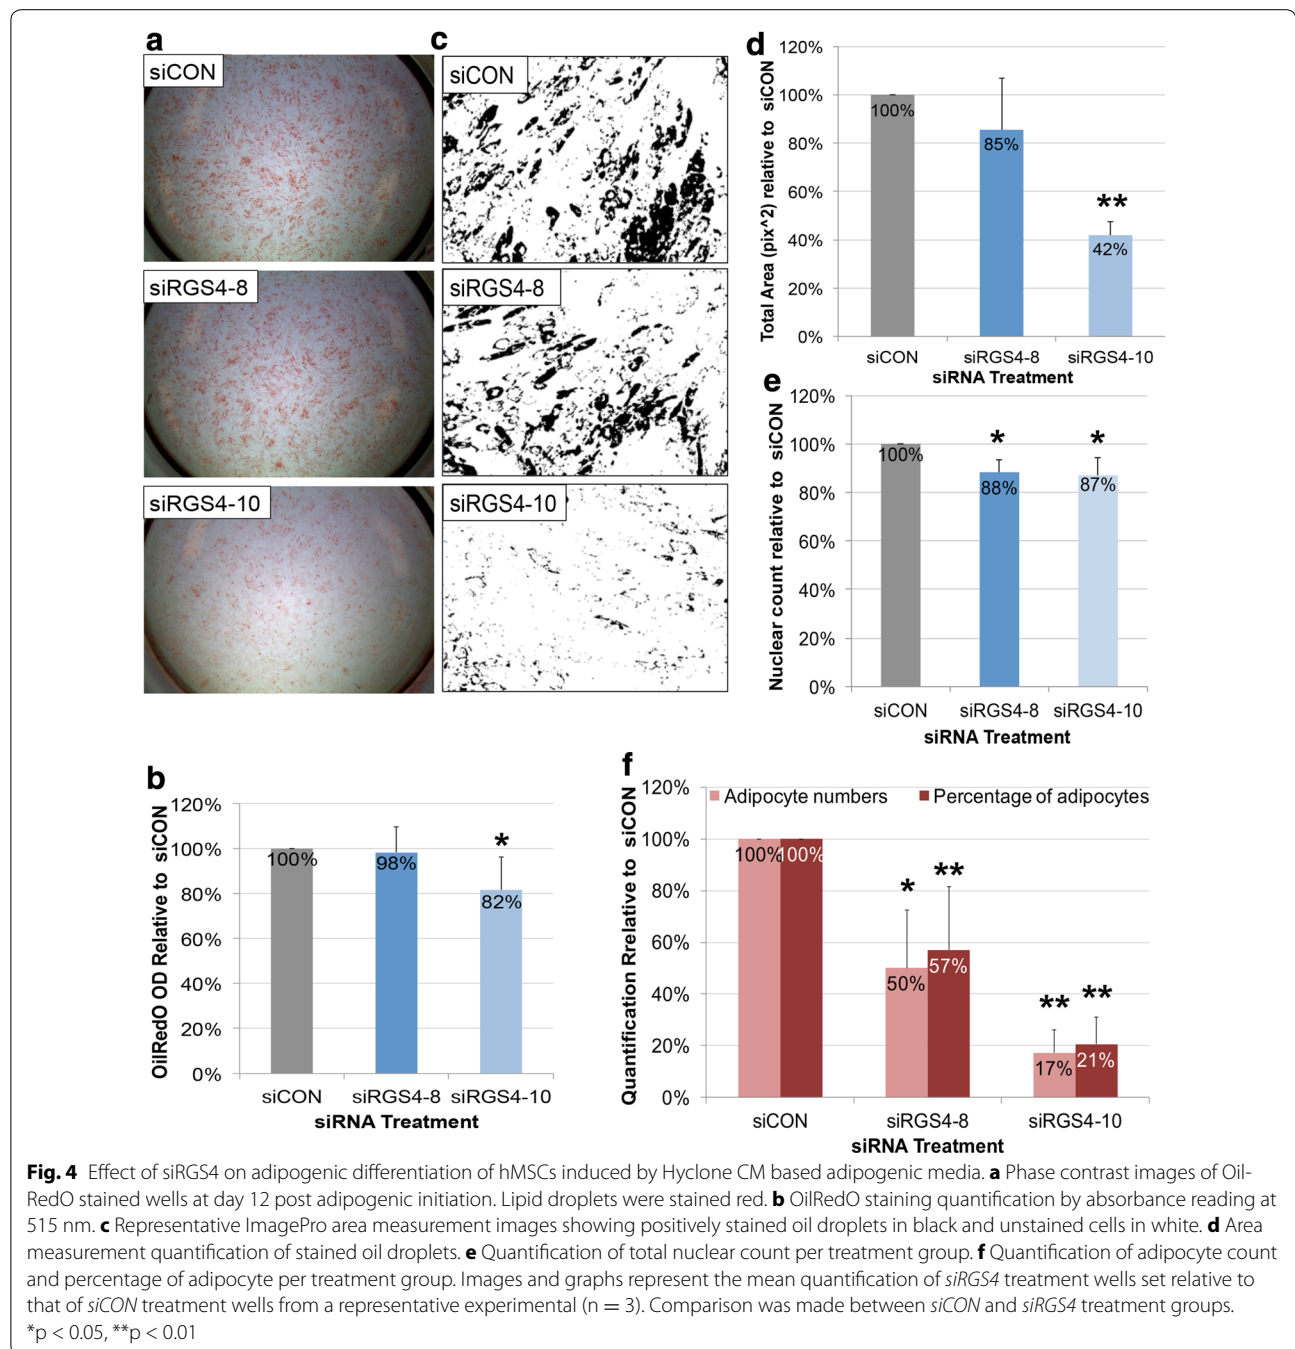 a
siCON
siRGS4-8
siRGS4-10
c
siCON
siRGS4-8
siRGS4-10
d
Total Area (pix^2) relative to siCON
120%
100%
80%
60%
40%
20%
0%
100%
85%
**
42%
siCON siRGS4-8 siRGS4-10
siRNA Treatment
e
Nuclear count relative to siCON
120%
100%
80%
60%
40%
20%
0%
100%
*
88%
*
87%
siCON siRGS4-8 siRGS4-10
siRNA Treatment
b
OilRedO OD Relative to siCON
120%
100%
80%
60%
40%
20%
0%
100%
98%
*
82%
siCON siRGS4-8 siRGS4-10
siRNA Treatment
f
Quantification Rrelative to siCON
120%
100%
80%
60%
40%
20%
0%
Adipocyte numbers Percentage of adipocytes
100% 100%
* **
50% 57%
** **
17% 21%
siCON siRGS4-8 siRGS4-10
siRNA Treatment
Fig. 4 Effect of siRGS4 on adipogenic differentiation of hMSCs induced by Hyclone CM based adipogenic media. a Phase contrast images of Oil-
RedO stained wells at day 12 post adipogenic initiation. Lipid droplets were stained red. b OilRedO staining quantification by absorbance reading at
515 nm. c Representative ImagePro area measurement images showing positively stained oil droplets in black and unstained cells in white. d Area
measurement quantification of stained oil droplets. e Quantification of total nuclear count per treatment group. f Quantification of adipocyte count
and percentage of adipocyte per treatment group. Images and graphs represent the mean quantification of siRGS4 treatment wells set relative to
that of siCON treatment wells from a representative experimental (n = 3). Comparison was made between siCON and siRGS4 treatment groups.
*p < 0.05, **p < 0.01